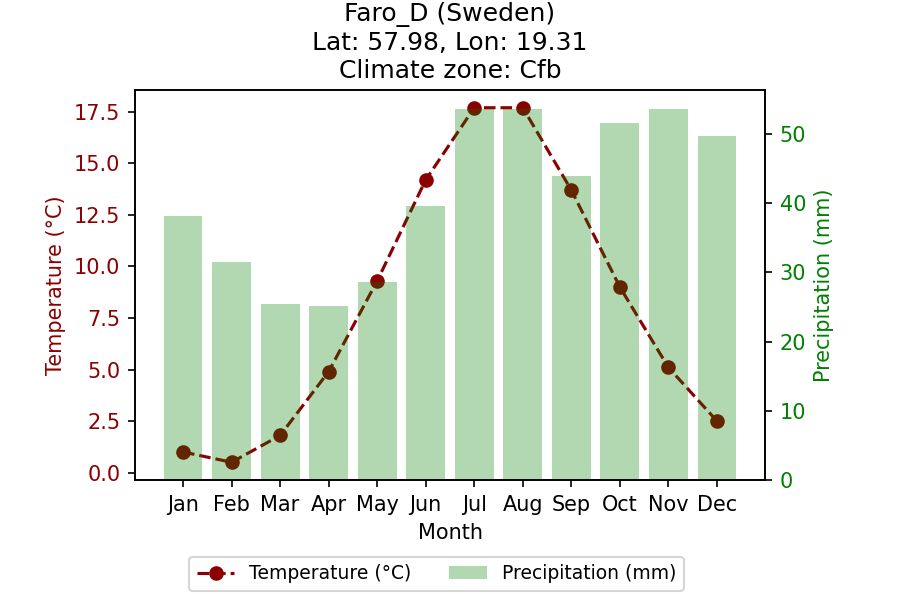 Faro_D (Sweden)
Lat: 57.98, Lon: 19.31
Climate zone: Cfb
Temperature (°C)
17.5
15.0
12.5
10.0
7.5
5.0
2.5
0.0
Precipitation (mm)
50
40
30
20
10
0
Jan Feb Mar Apr May Jun Jul Aug Sep Oct Nov Dec
Month
Temperature (°C) Precipitation (mm)